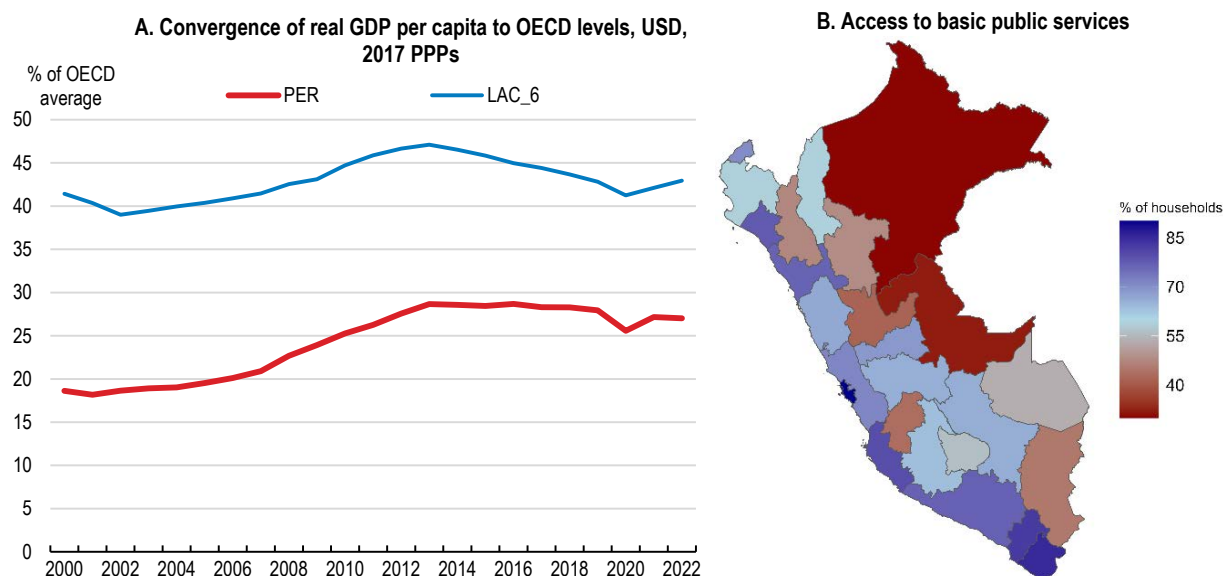 A. Convergence of real GDP per capita to OECD levels, USD,
2017 PPPs
% of OECD
average
PER
LAC_6
50
45
40
35
30
25
20
15
10
5
0
2000 2002 2004 2006 2008 2010 2012 2014 2016 2018 2020 2022
B. Access to basic public services
% of households
85
70
55
40